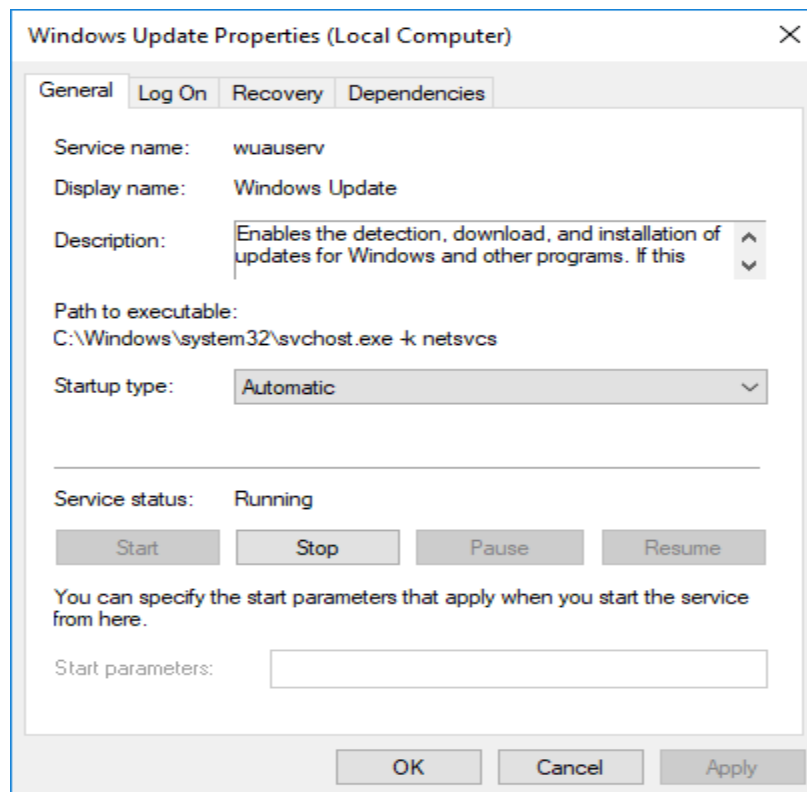 Windows Update Properties (Local Computer)
General Log On Recovery Dependencies
Service name: wuauserv
Display name: Windows Update
Description: Enables the detection, download, and installation of
updates for Windows and other programs. If this
Path to executable:
C:\Windows\system32\svchost.exe -k netsvcs
Startup type: Automatic
Service status: Running
Start Stop Pause Resume
You can specify the start parameters that apply when you start the service
from here.
Start parameters:
OK Cancel Apply